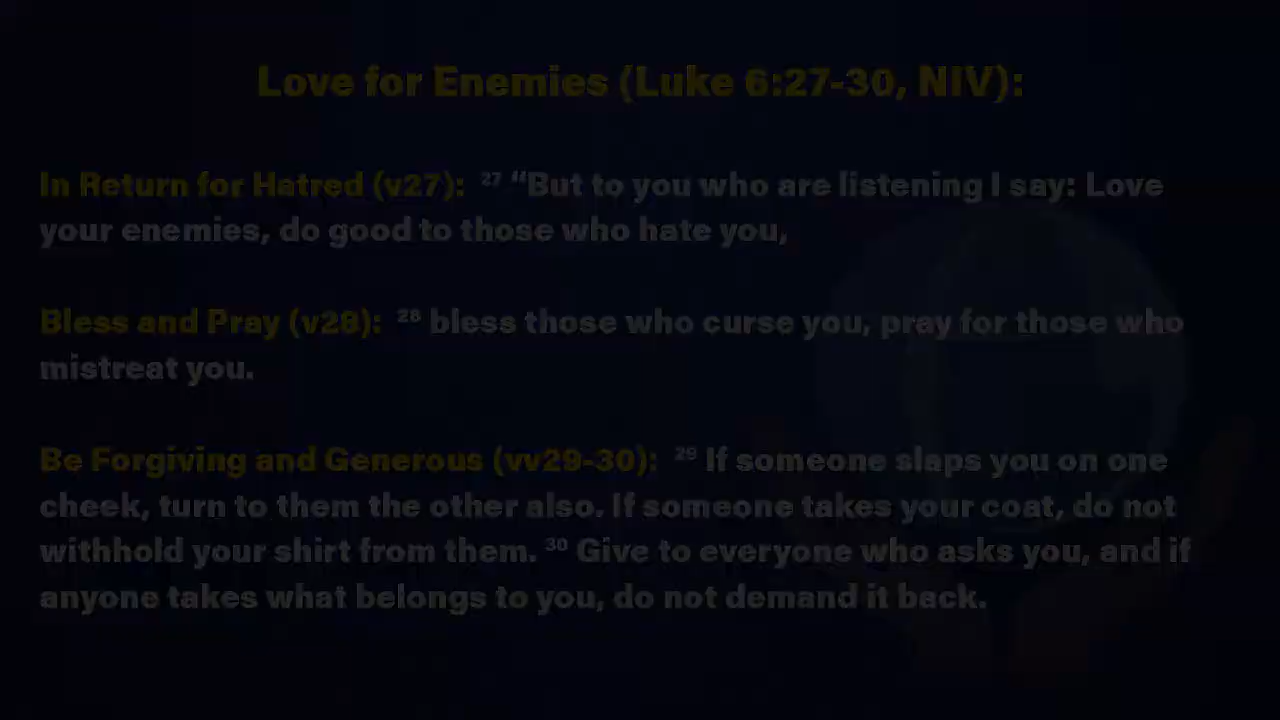 Love for Enemies (Luke 6:27-30, NIV):
In Return for Hatred (v27): ²⁷ “But to you who are listening I say: Love
your enemies, do good to those who hate you,
Bless and Pray (v28): ²⁸ bless those who curse you, pray for those who
mistreat you.
Be Forgiving and Generous (vv29-30): ²⁹ If someone slaps you on one
cheek, turn to them the other also. If someone takes your coat, do not
withhold your shirt from them. ³⁰ Give to everyone who asks you, and if
anyone takes what belongs to you, do not demand it back.